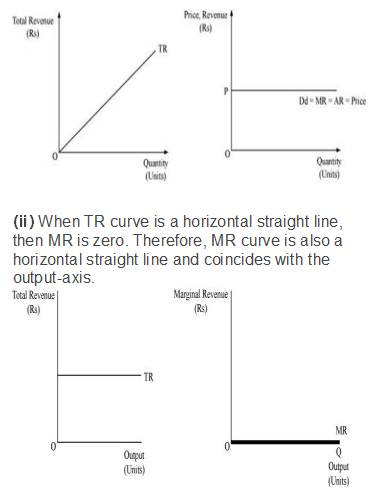 Total Revenue
(Rs)
TR
0
Quantity
(Units)
Price, Revenue
(Rs)
P
Dd = MR = AR = Price
0
Quantity
(Units)
(ii) When TR curve is a horizontal straight line,
then MR is zero. Therefore, MR curve is also a
horizontal straight line and coincides with the
output-axis.
Total Revenue
(Rs)
TR
0
Output
(Units)
Marginal Revenue
(Rs)
MR
0
Q
Output
(Units)